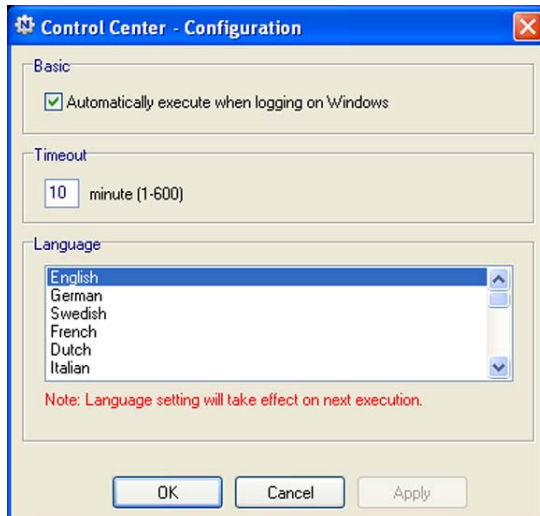 Control Center - Configuration
Basic
Automatically execute when logging on Windows
Timeout
10 minute (1-600)
Language
English
German
Swedish
French
Dutch
Italian
Note: Language setting will take effect on next execution.
OK Cancel Apply